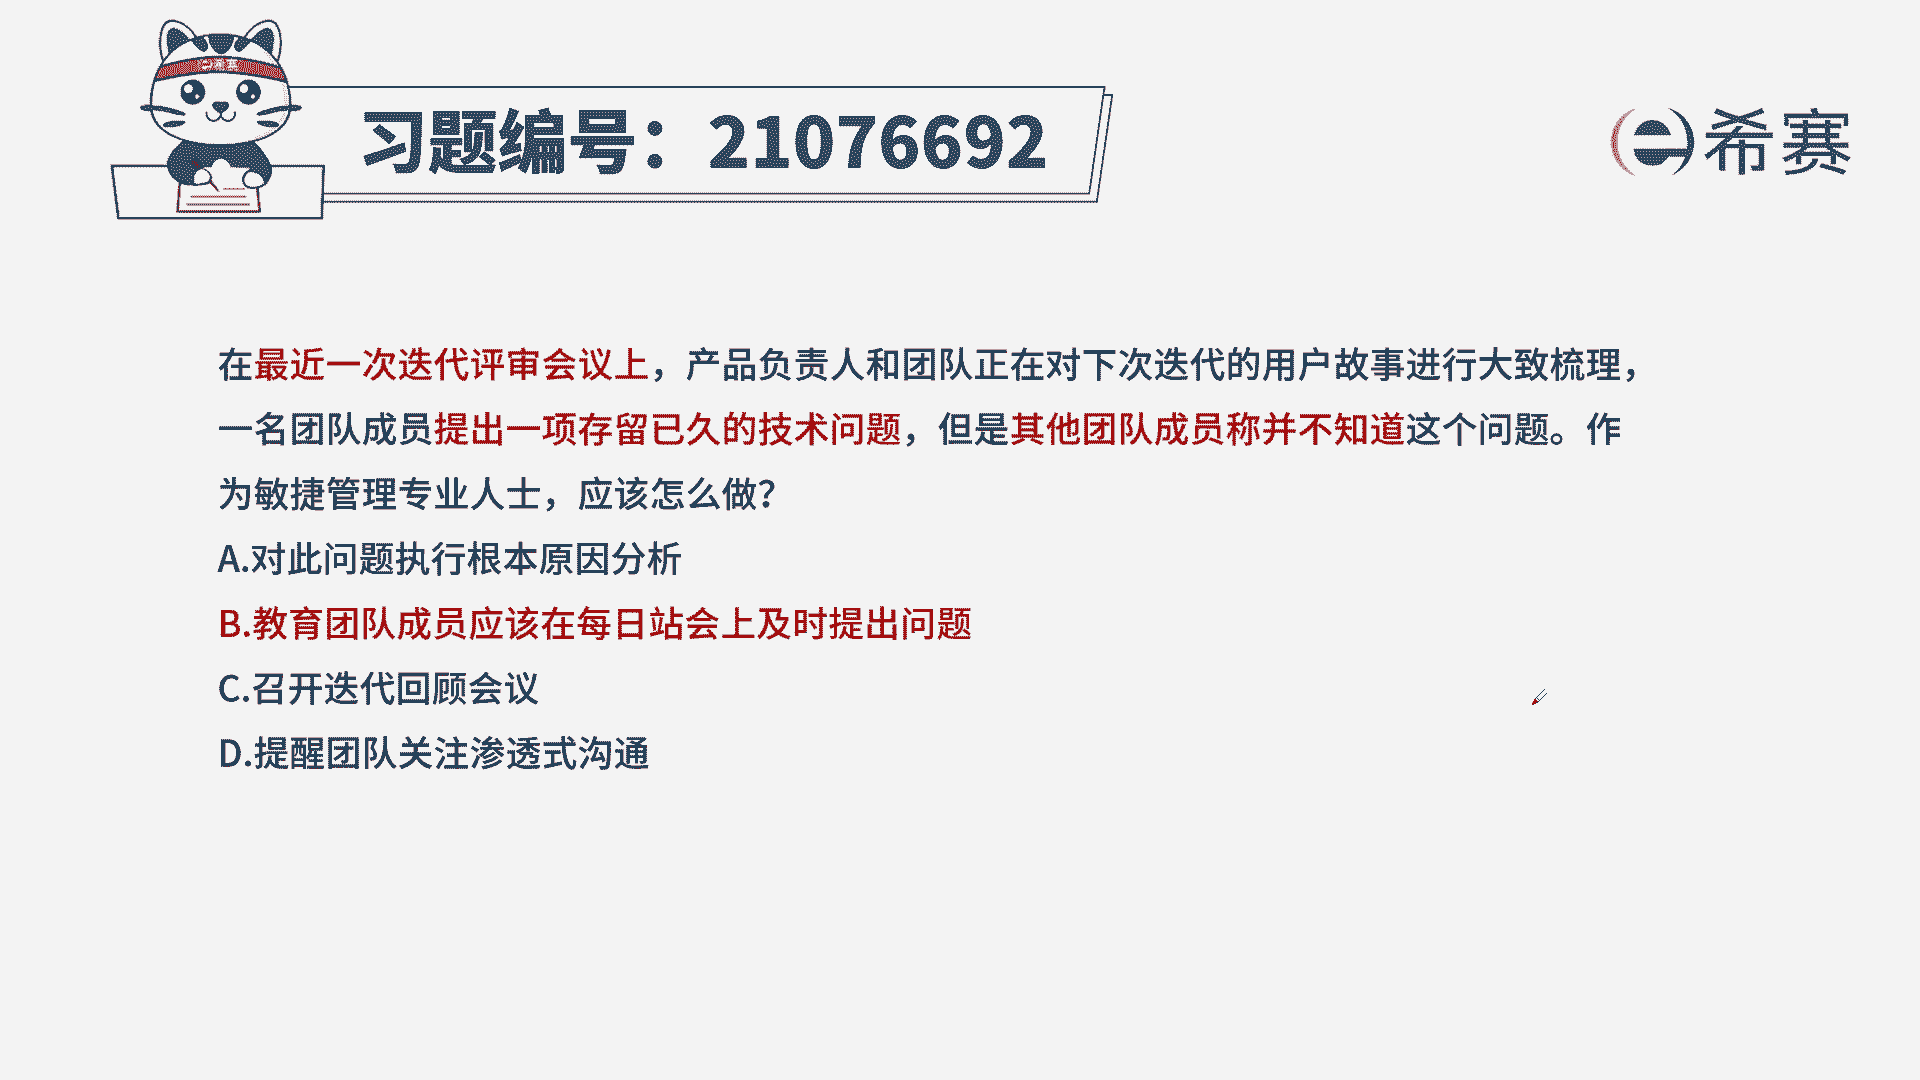 习题编号：21076692
希赛
在最近一次迭代评审会议上，产品负责人和团队正在对下次迭代的用户故事进行大致梳理，
一名团队成员提出一项存留已久的技术问题，但是其他团队成员称并不知道这个问题。作
为敏捷管理专业人士，应该怎么做？
A.对此问题执行根本原因分析
B.教育团队成员应该在每日站会上及时提出问题
C.召开迭代回顾会议
D.提醒团队关注渗透式沟通